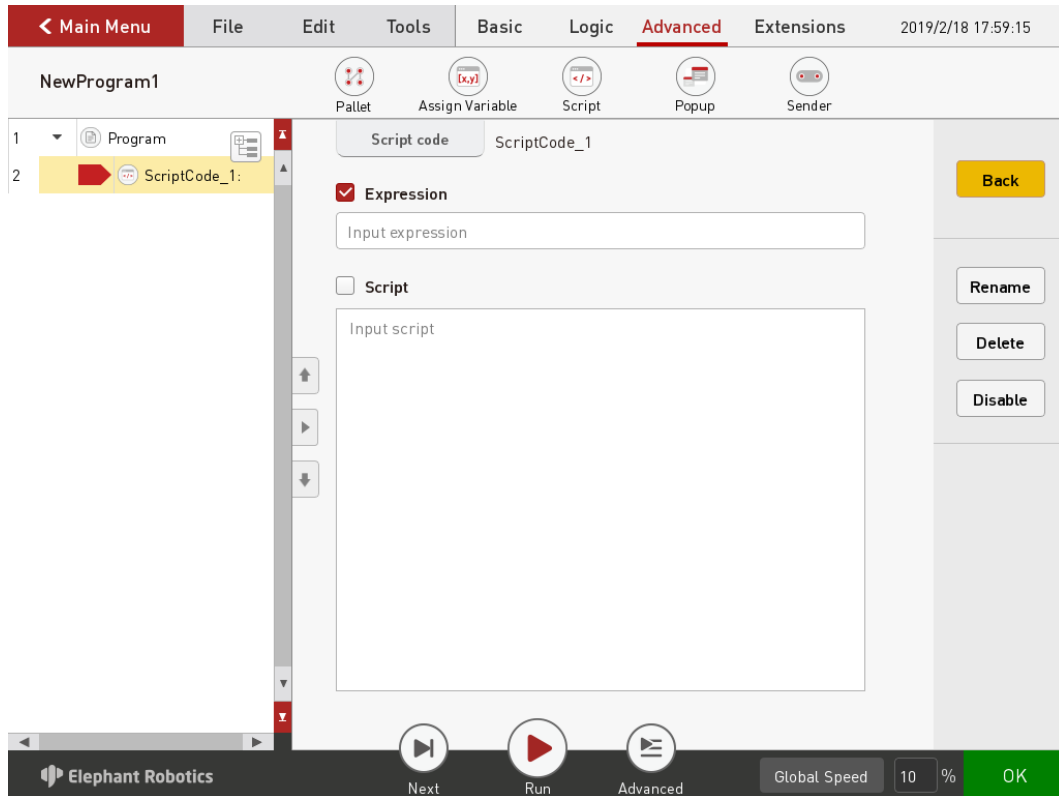 Main Menu File Edit Tools Basic Logic Advanced Extensions 2019/2/18 17:59:15
NewProgram1
Pallet Assign Variable Script Popup Sender
[x,y]
</>
1 Program
2 ScriptCode_1:
Script code ScriptCode_1
Expression
Input expression
Script
Input script
Back
Rename
Delete
Disable
Elephant Robotics
Next Run Advanced
Global Speed 10 % OK